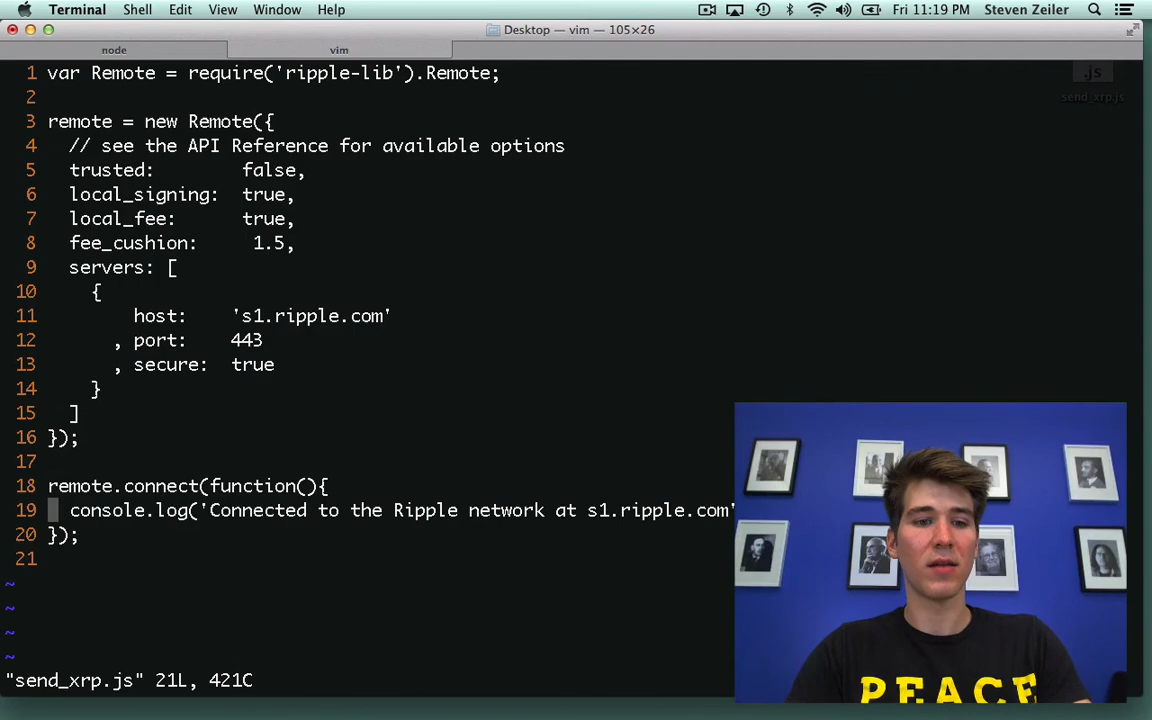 Terminal Shell Edit View Window Help Fri 11:19 PM Steven Zeiler
Desktop — vim — 105×26
node vim
1 var Remote = require('ripple-lib').Remote;
2
3 remote = new Remote({
4 // see the API Reference for available options
5 trusted: false,
6 local_signing: true,
7 local_fee: true,
8 fee_cushion: 1.5,
9 servers: [
10 {
11 host: 's1.ripple.com'
12 , port: 443
13 , secure: true
14 }
15 ]
16 });
17
18 remote.connect(function(){
19 console.log('Connected to the Ripple network at s1.ripple.com'
20 });
21
~
~
~
~
"send_xrp.js" 21L, 421C
.js
send_xrp.js
PEACE